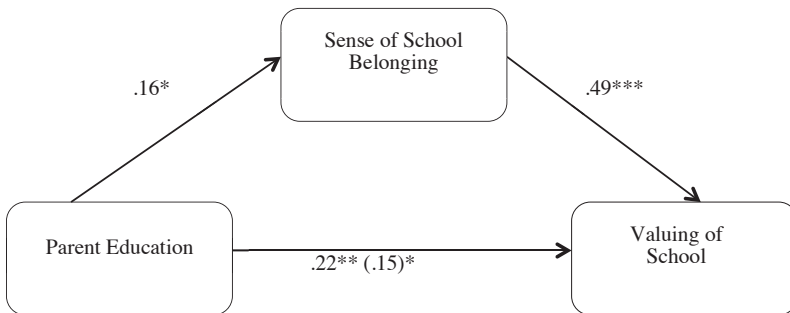 Sense of School
Belonging
.16*
.49***
Parent Education
Valuing of
School
.22** (.15)*